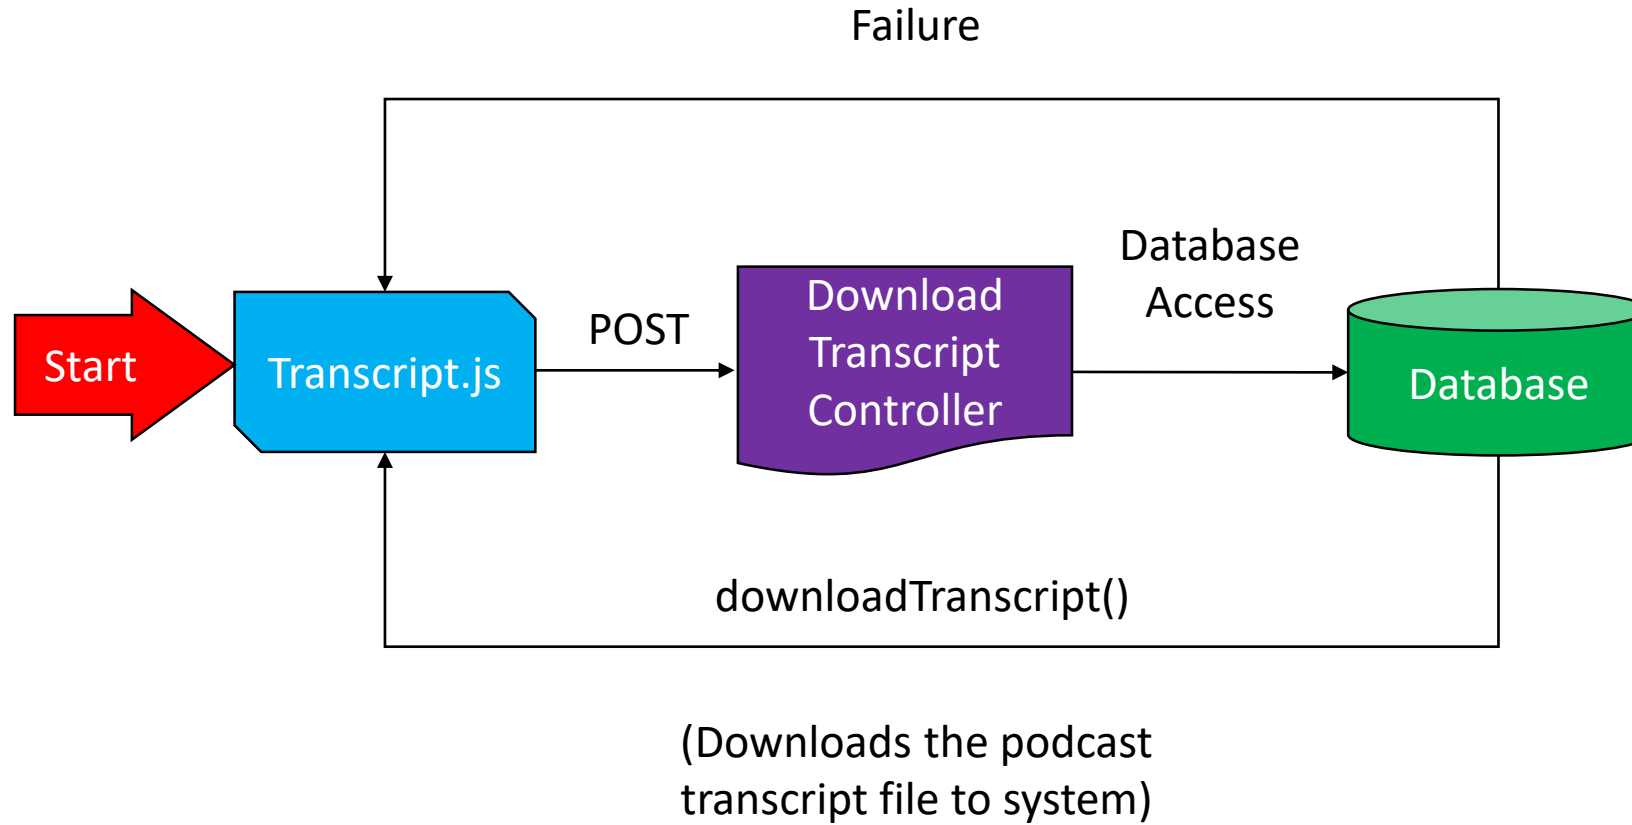 Failure
Database
Access
Start
Transcript.js
POST
Download
Transcript
Controller
Database
downloadTranscript()
(Downloads the podcast
transcript file to system)